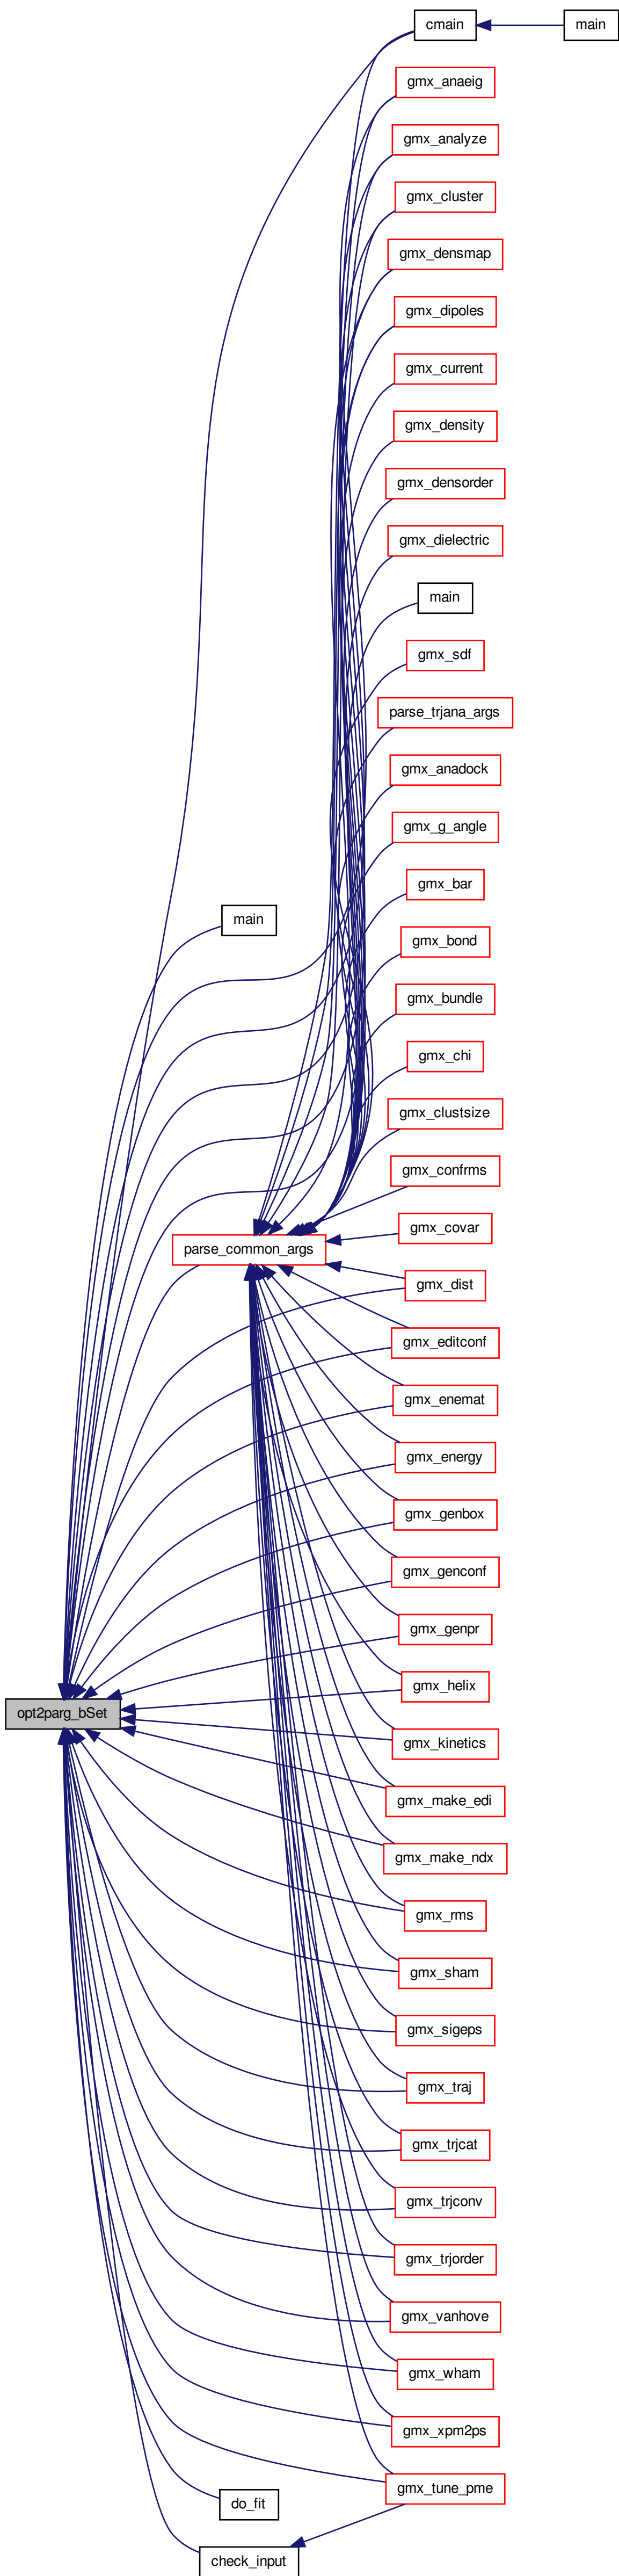 cmain
main
gmx_anaeig
gmx_analyze
gmx_cluster
gmx_densmap
gmx_dipoles
gmx_current
gmx_density
gmx_densorder
gmx_dielectric
main
gmx_sdf
parse_trjana_args
gmx_anadock
gmx_g_angle
gmx_bar
main
gmx_bond
gmx_bundle
gmx_chi
gmx_clustsize
gmx_confrms
gmx_covar
parse_common_args
gmx_dist
gmx_editconf
gmx_enemat
gmx_energy
gmx_genbox
gmx_genconf
gmx_genpr
gmx_helix
opt2parg_bSet
gmx_kinetics
gmx_make_edi
gmx_make_ndx
gmx_rms
gmx_sham
gmx_sigeps
gmx_traj
gmx_trjcat
gmx_trjconv
gmx_trjorder
gmx_vanhove
gmx_wham
gmx_xpm2ps
gmx_tune_pme
do_fit
check_input